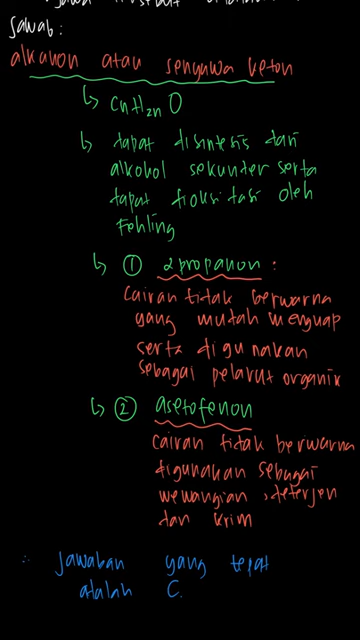 Jawab:
alkanon atau senyawa keton
↳ CnH2nO
↳ dapat disintesis dari
alkohol sekunder serta
dapat dioksidasi oleh
Fehling
↳ ① 2 propanon :
cairan tidak berwarna
yang mudah menguap
serta digunakan
sebagai pelarut organik
↳ ② asetofenon
cairan tidak berwarna
digunakan sebagai
wewangian, deterjen
dan krim
∴ jawaban yang tepat
adalah C.